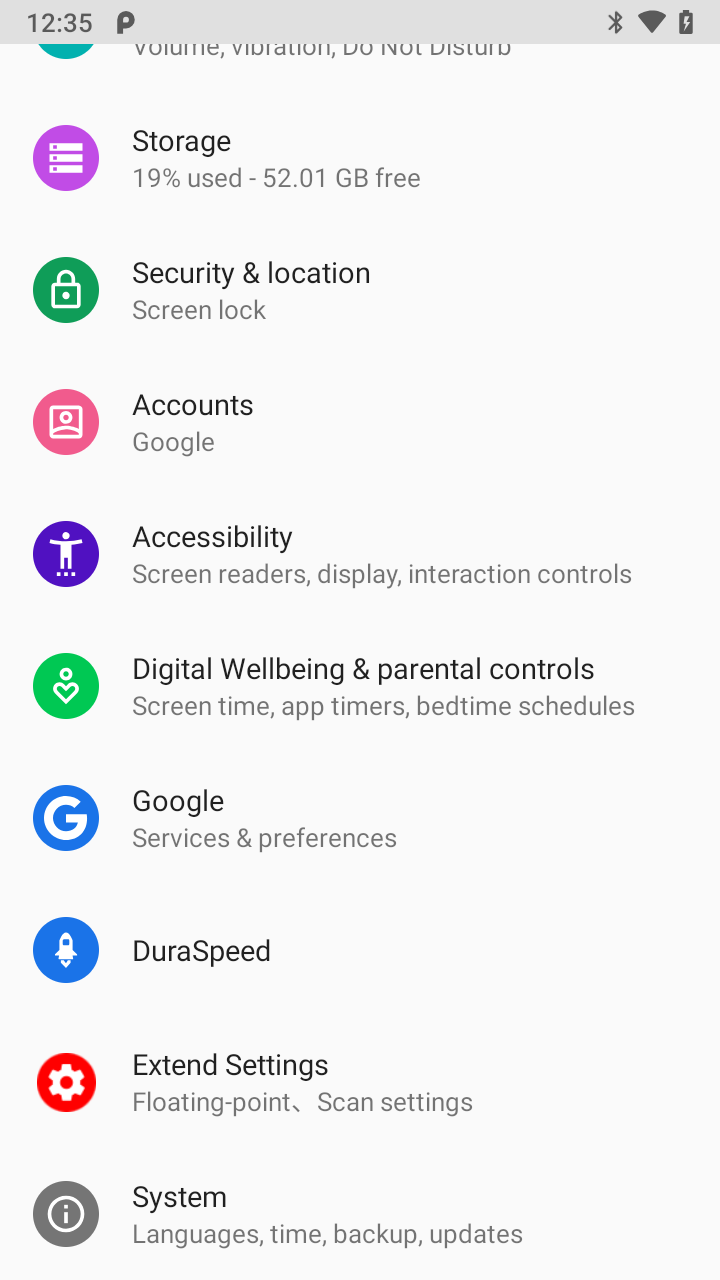 12:35
Volume, vibration, Do Not Disturb
Storage
19% used - 52.01 GB free
Security & location
Screen lock
Accounts
Google
Accessibility
Screen readers, display, interaction controls
Digital Wellbeing & parental controls
Screen time, app timers, bedtime schedules
Google
Services & preferences
DuraSpeed
Extend Settings
Floating-point、Scan settings
System
Languages, time, backup, updates